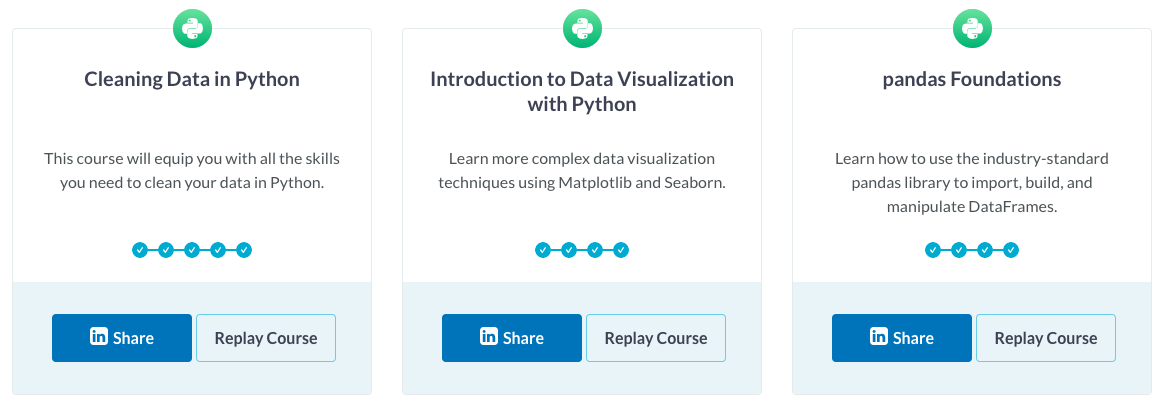 Cleaning Data in Python
This course will equip you with all the skills
you need to clean your data in Python.
in Share
Replay Course
Introduction to Data Visualization
with Python
Learn more complex data visualization
techniques using Matplotlib and Seaborn.
in Share
Replay Course
pandas Foundations
Learn how to use the industry-standard
pandas library to import, build, and
manipulate DataFrames.
in Share
Replay Course